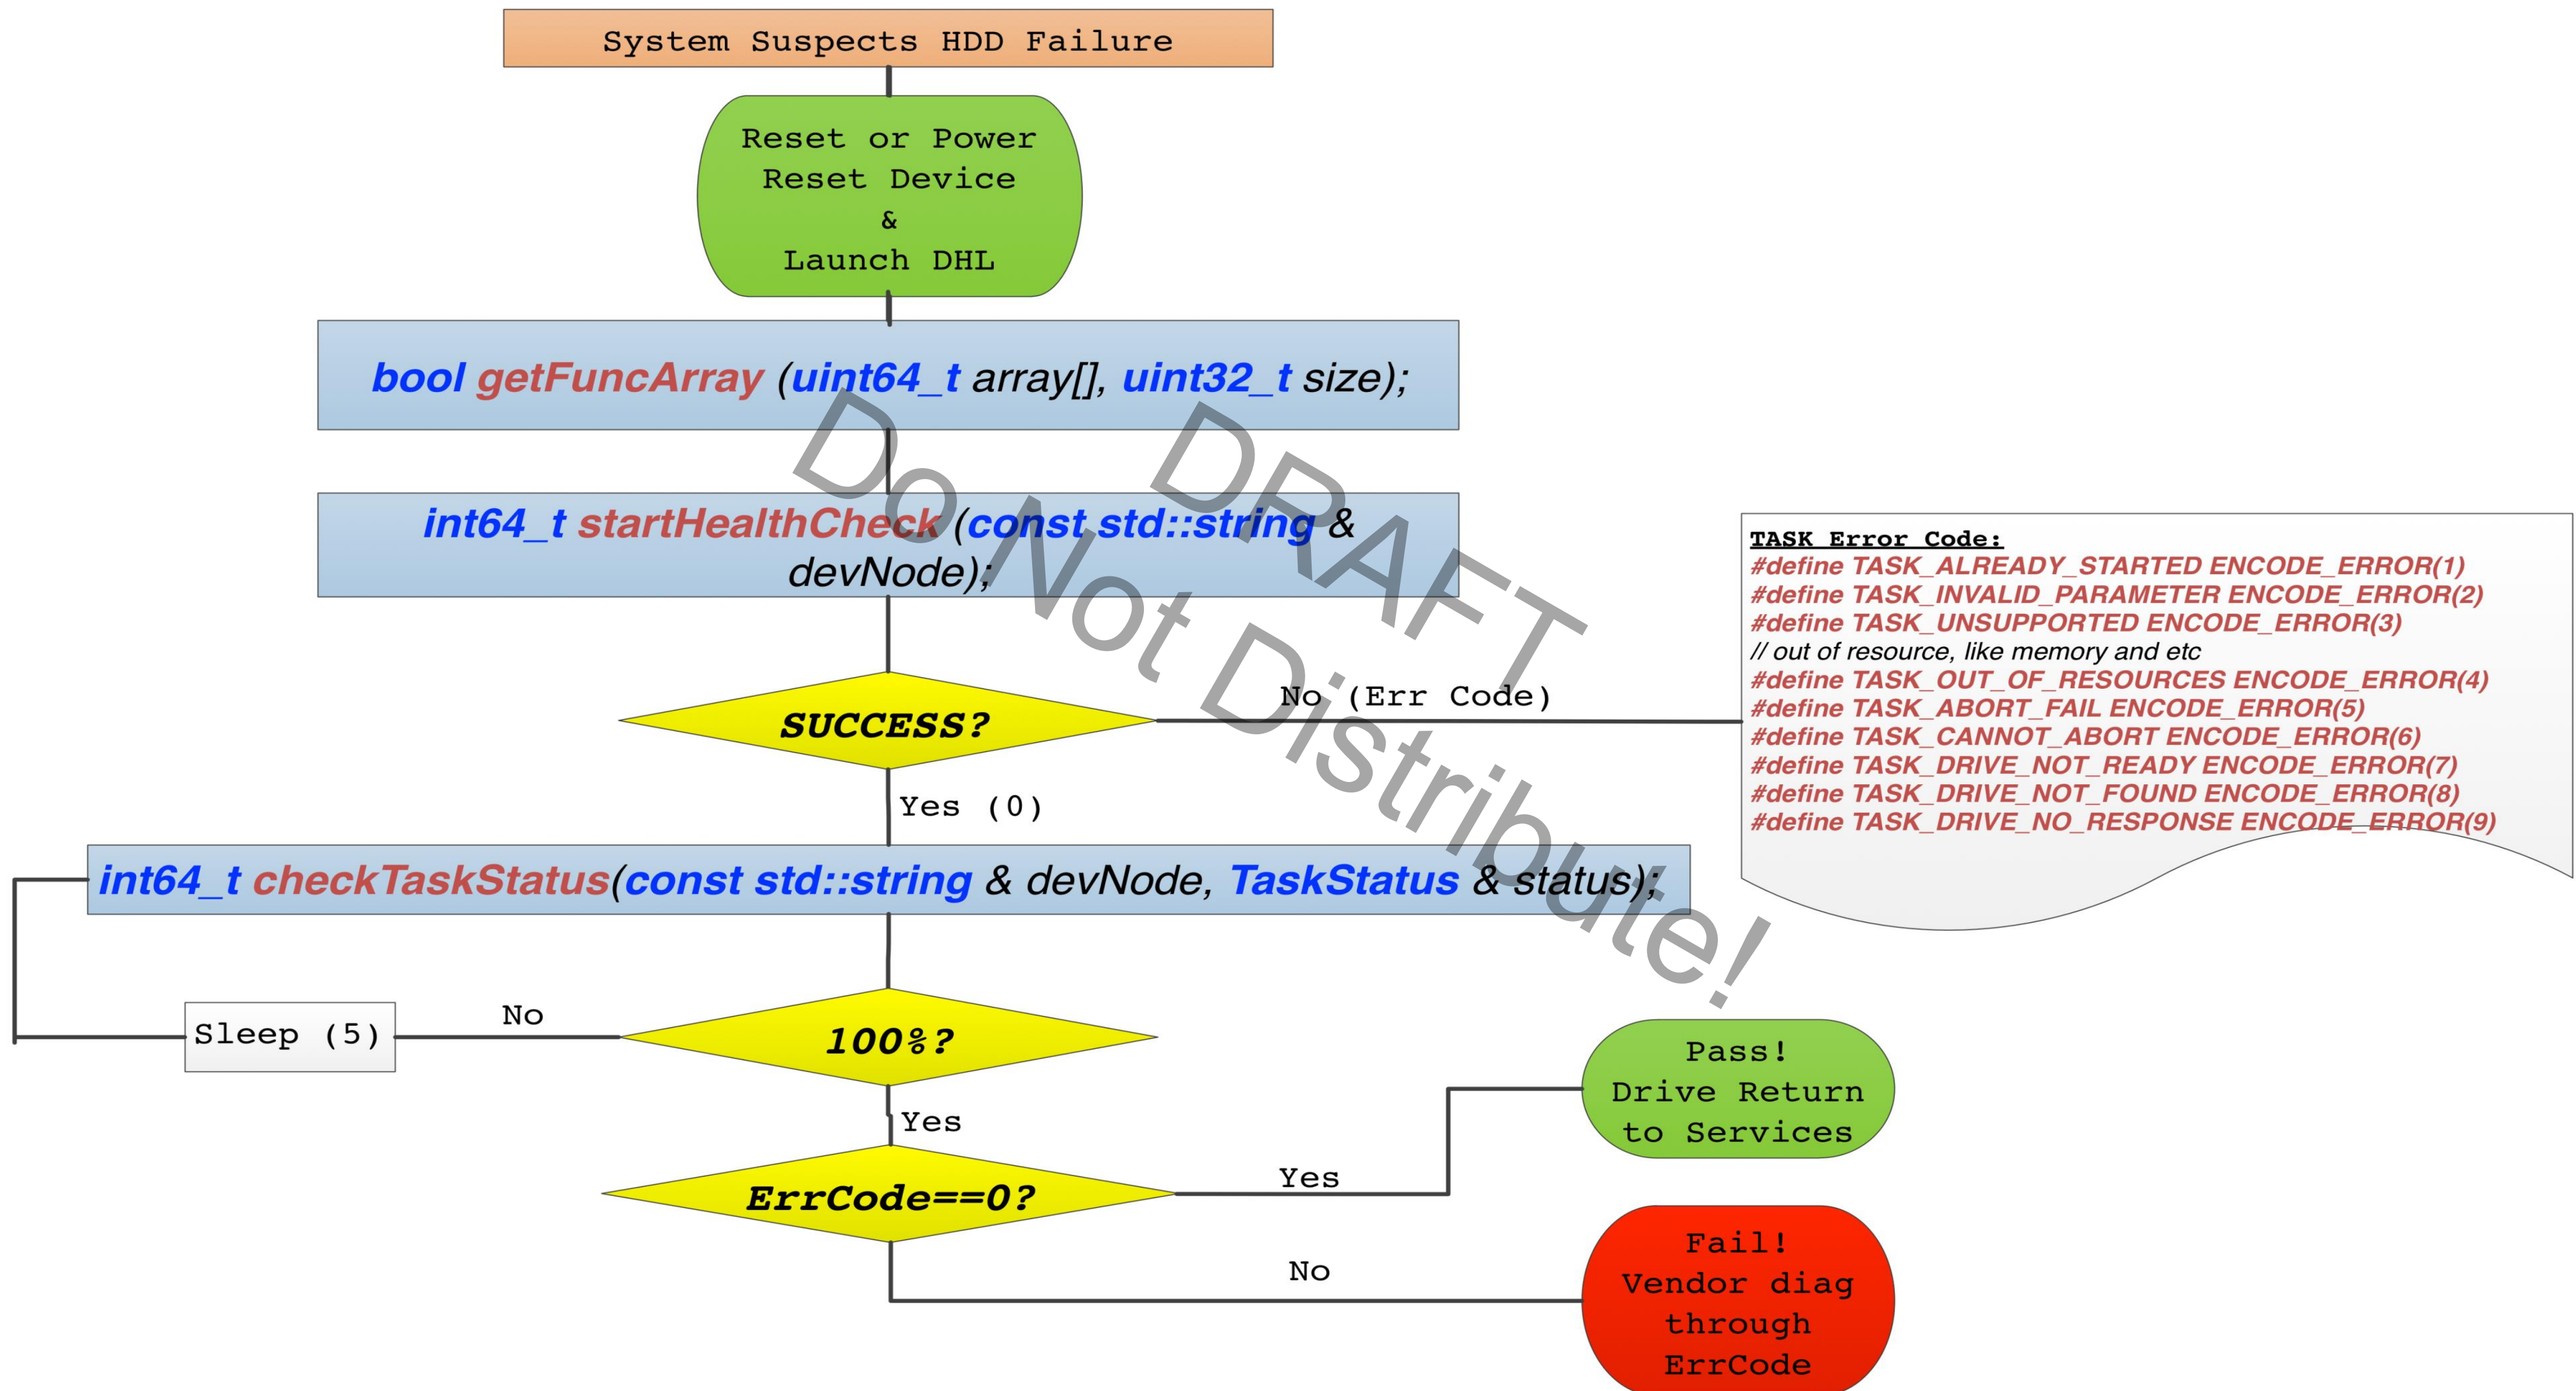 System Suspects HDD Failure
Reset or Power
Reset Device
&
Launch DHL
bool getFuncArray (uint64_t array[], uint32_t size);
int64_t startHealthCheck (const std::string &
devNode);
SUCCESS?
No (Err Code)
TASK Error Code:
#define TASK_ALREADY_STARTED ENCODE_ERROR(1)
#define TASK_INVALID_PARAMETER ENCODE_ERROR(2)
#define TASK_UNSUPPORTED ENCODE_ERROR(3)
// out of resource, like memory and etc
#define TASK_OUT_OF_RESOURCES ENCODE_ERROR(4)
#define TASK_ABORT_FAIL ENCODE_ERROR(5)
#define TASK_CANNOT_ABORT ENCODE_ERROR(6)
#define TASK_DRIVE_NOT_READY ENCODE_ERROR(7)
#define TASK_DRIVE_NOT_FOUND ENCODE_ERROR(8)
#define TASK_DRIVE_NO_RESPONSE ENCODE_ERROR(9)
Yes (0)
int64_t checkTaskStatus(const std::string & devNode, TaskStatus & status);
100%?
No
Sleep (5)
Yes
ErrCode==0?
Yes
Pass!
Drive Return
to Services
No
Fail!
Vendor diag
through
ErrCode
DRAFT
Do Not Distribute!